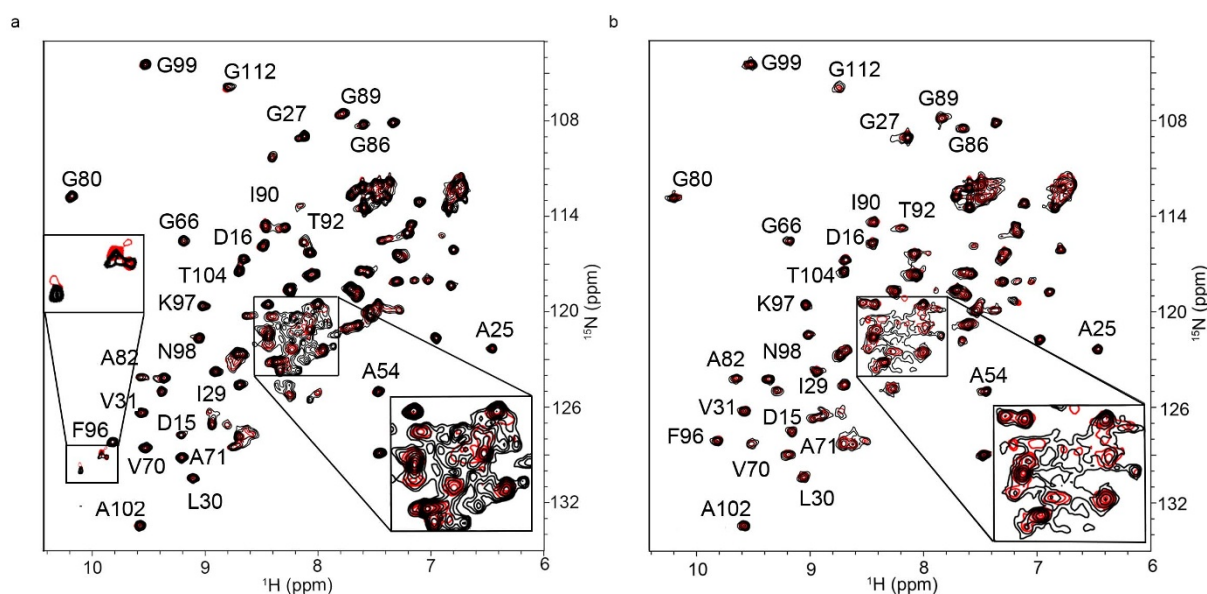 a
G99
G112
G89
G27
G86
G80
I90
T92
G66
D16
T104
K97
A25
A82
N98
A54
I29
V31
D15
F96
A71
V70
L30
A102
108
114
120
126
132
15N (ppm)
10
9
8
7
6
1H (ppm)
b
G99
G112
G89
G27
G86
G80
I90
T92
G66
D16
T104
K97
A25
N98
A82
A54
I29
V31
D15
F96
A71
V70
L30
A102
108
114
120
126
132
15N (ppm)
10
9
8
7
6
1H (ppm)